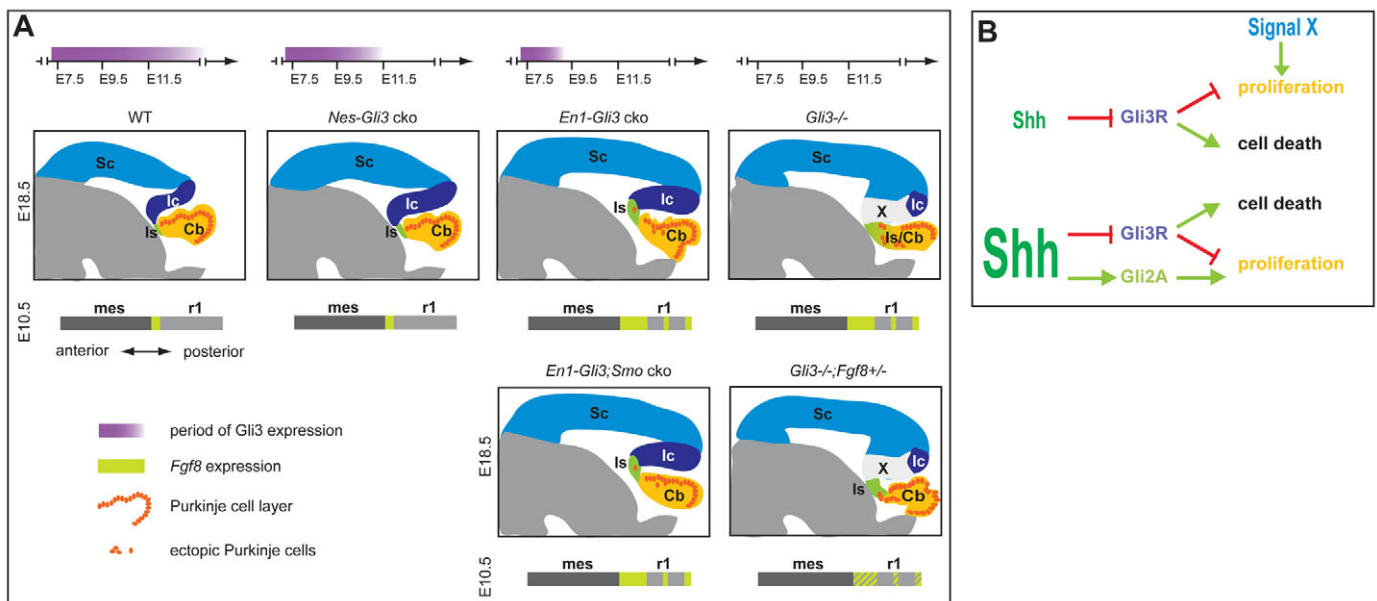 A
E7.5 E9.5 E11.5
E7.5 E9.5 E11.5
E7.5 E9.5 E11.5
E7.5 E9.5 E11.5
WT
Nes-Gli3 cko
En1-Gli3 cko
Gli3-/-
E18.5
Sc
Ic
Is
Cb
Sc
Ic
Is
Cb
Sc
Is
Ic
Cb
Sc
X
Ic
Is/Cb
E10.5
mes r1
mes r1
mes r1
mes r1
anterior posterior
En1-Gli3;Smo cko
Gli3-/-;Fgf8+/-
E18.5
Sc
Is
Ic
Cb
Sc
X
Ic
Is
Cb
E10.5
mes r1
mes r1
period of Gli3 expression
Fgf8 expression
Purkinje cell layer
ectopic Purkinje cells
B
Signal X
proliferation
Shh Gli3R
cell death
cell death
Shh Gli3R
proliferation
Gli2A